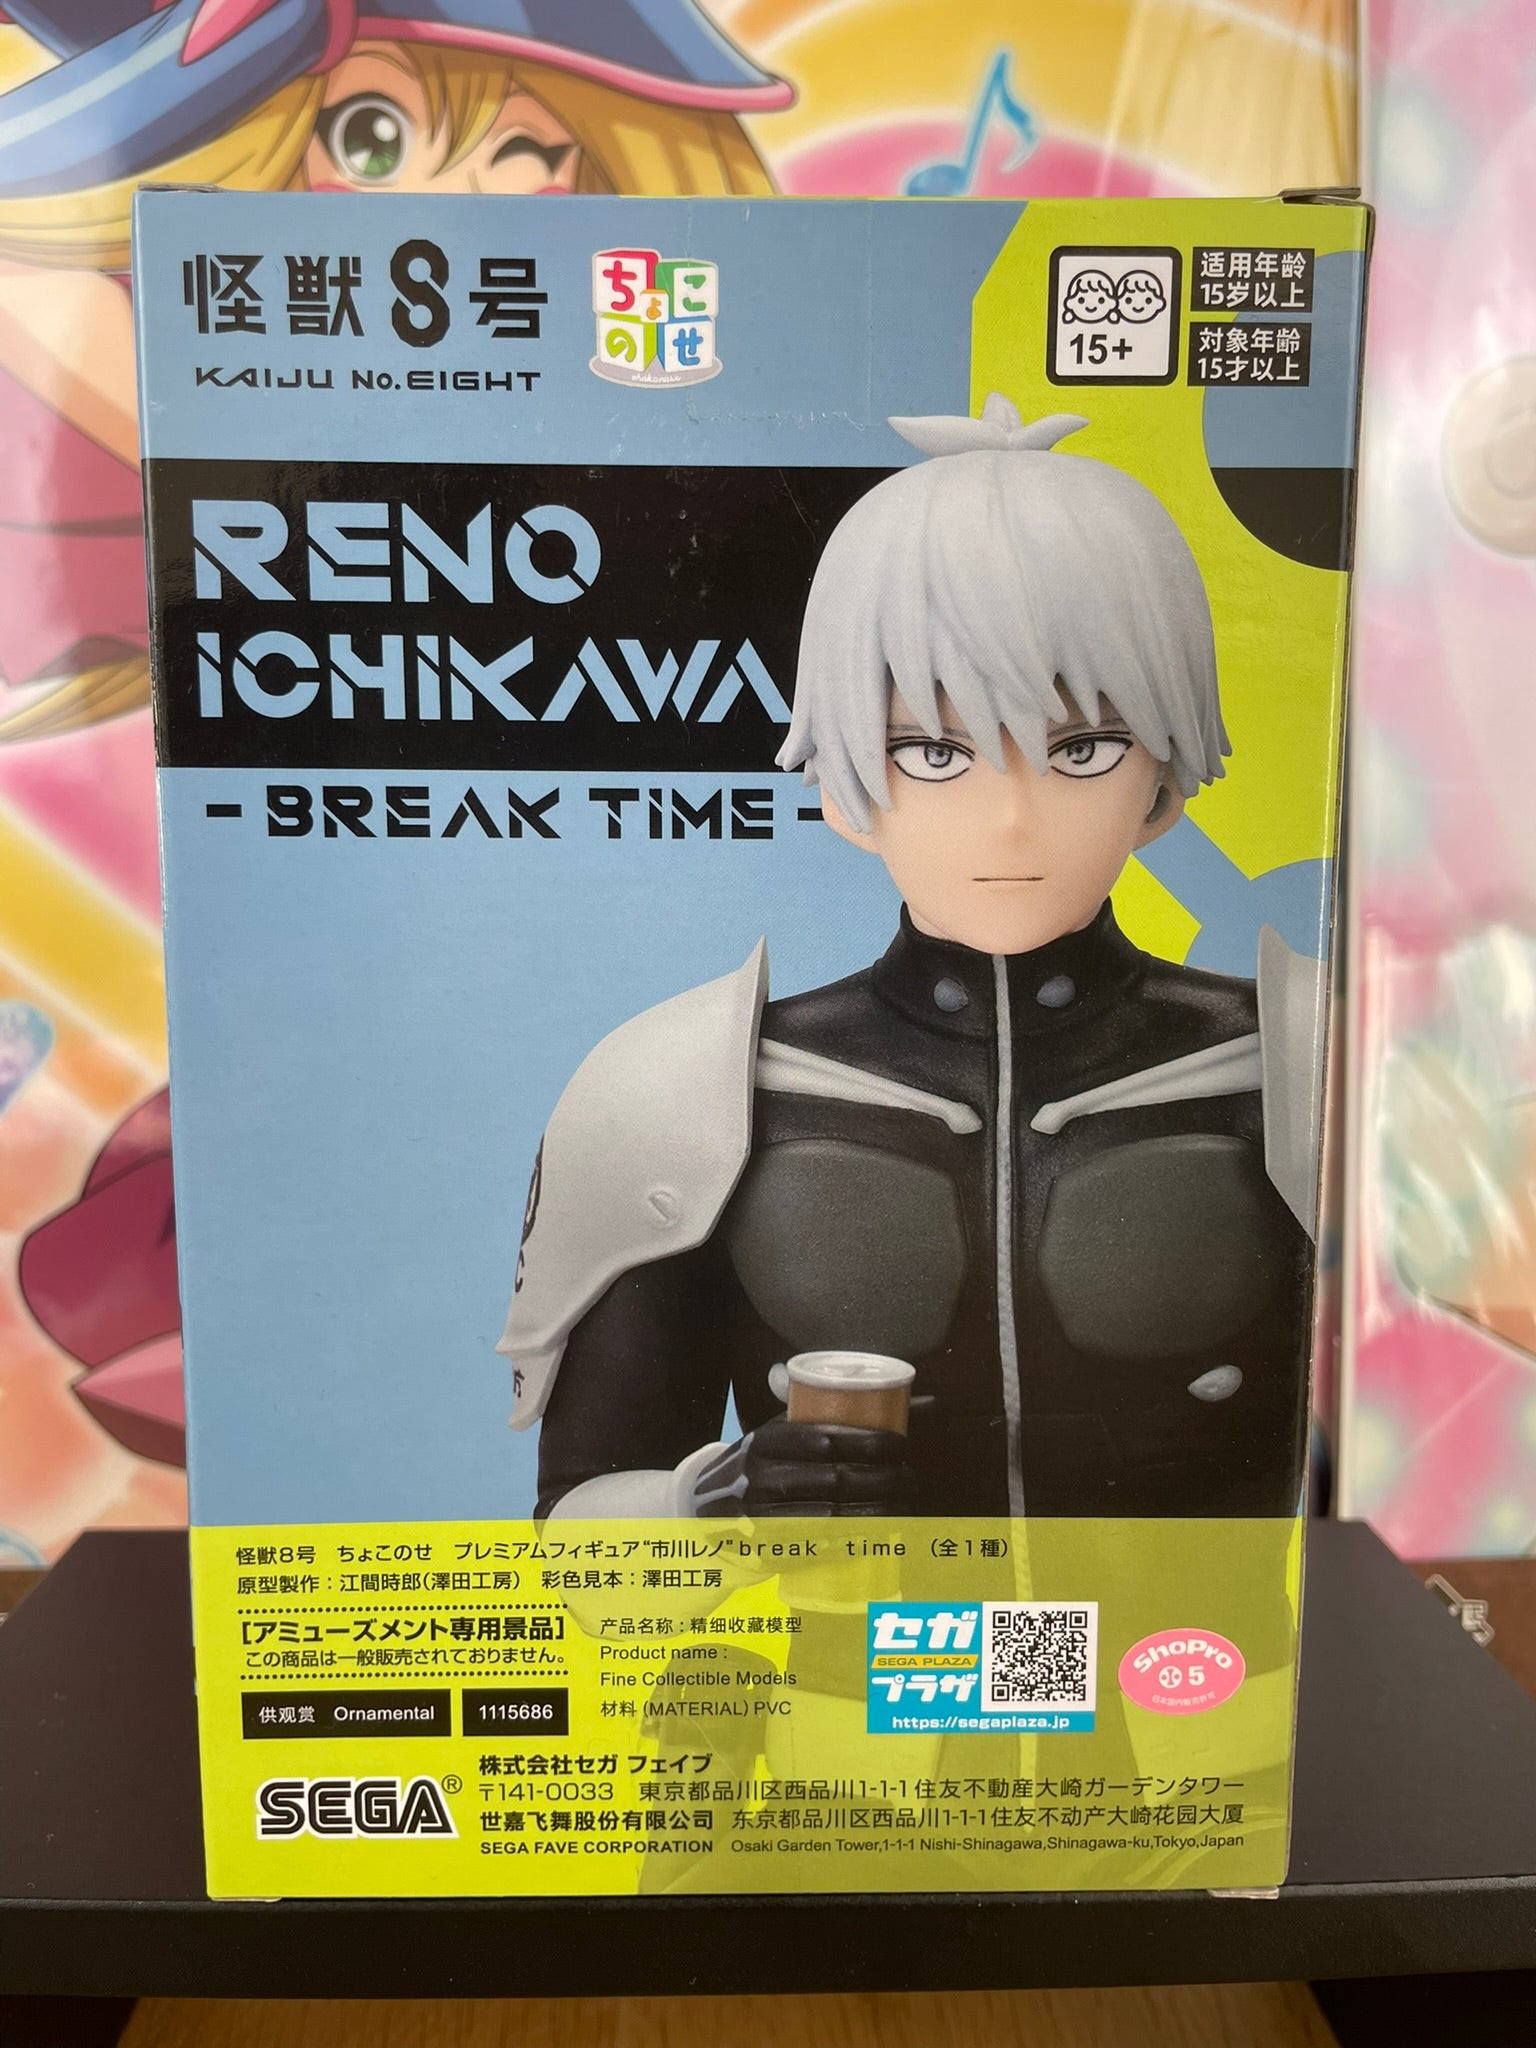 怪獣8号
KAIJU No.EIGHT
ちょこ
のせ
chokonose
15+
适用年龄
15岁以上
対象年齢
15才以上
RENO
ICHIKAWA
- BREAK TIME -
怪獣8号 ちょこのせ プレミアムフィギュア“市川レノ”break time (全1種)
原型製作:江間時郎(澤田工房) 彩色見本:澤田工房
[アミューズメント専用景品]
この商品は一般販売されておりません。
供观赏 Ornamental
1115686
产品名称:精细收藏模型
Product name :
Fine Collectible Models
材料 (MATERIAL) PVC
セガ
SEGA PLAZA
プラザ
https://segaplaza.jp
ShoPro
小5
日本国内販売許可
SEGA®
株式会社セガ フェイブ
〒141-0033 東京都品川区西品川1-1-1 住友不動産大崎ガーデンタワー
世嘉飞舞股份有限公司 东京都品川区西品川1-1-1住友不动产大崎花园大厦
SEGA FAVE CORPORATION Osaki Garden Tower,1-1-1 Nishi-Shinagawa,Shinagawa-ku,Tokyo,Japan